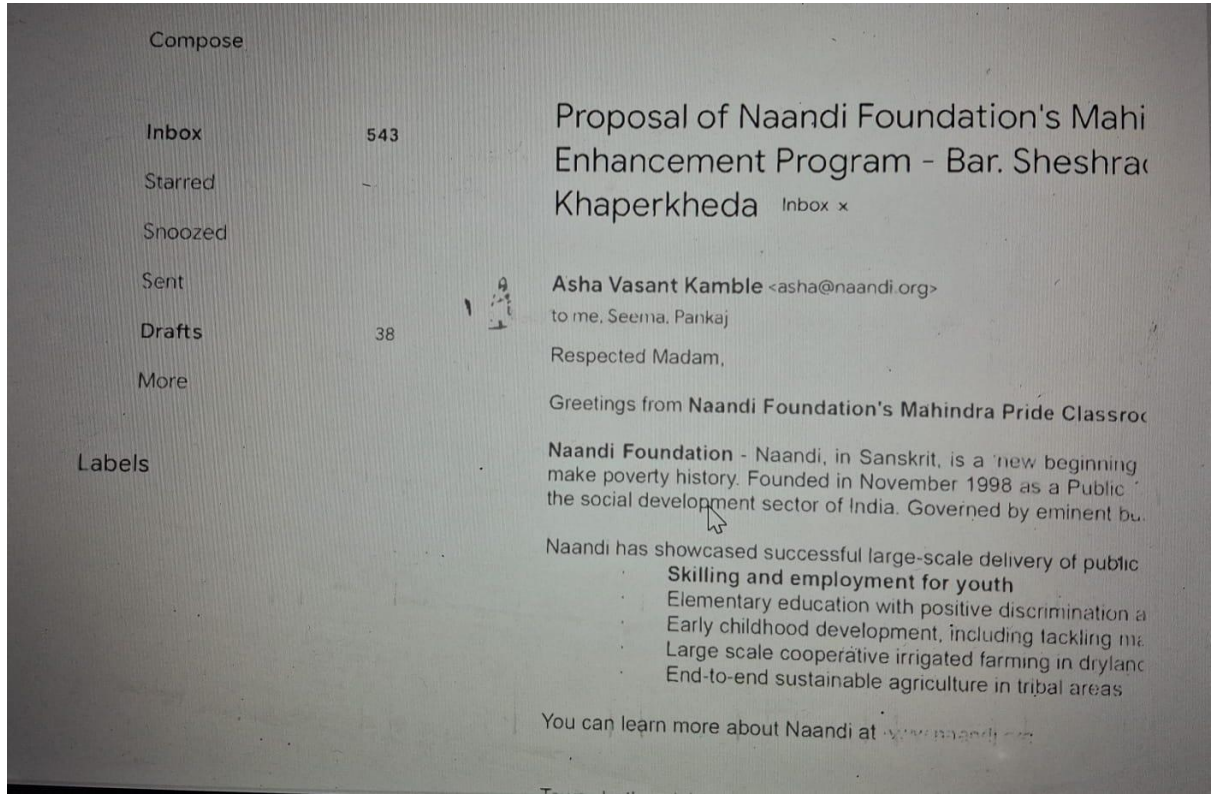 Compose
Inbox 543
Starred
Snoozed
Sent
Drafts 38
More
Labels
Proposal of Naandi Foundation's Mahi
Enhancement Program - Bar. Sheshrao
Khaperkheda Inbox x
Asha Vasant Kamble <asha@naandi.org>
to me, Seema, Pankaj
Respected Madam,
Greetings from Naandi Foundation's Mahindra Pride Classroo
Naandi Foundation - Naandi, in Sanskrit, is a 'new beginning
make poverty history. Founded in November 1998 as a Public
the social development sector of India. Governed by eminent bu
Naandi has showcased successful large-scale delivery of public
Skilling and employment for youth
Elementary education with positive discrimination a
Early childhood development, including tackling ma
Large scale cooperative irrigated farming in dryland
End-to-end sustainable agriculture in tribal areas
You can learn more about Naandi at